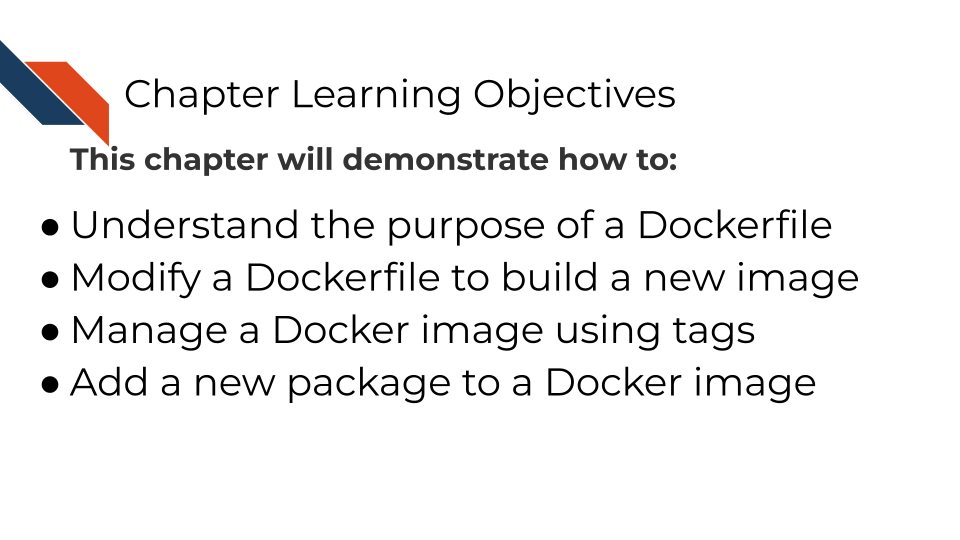 Chapter Learning Objectives
This chapter will demonstrate how to:
● Understand the purpose of a Dockerfile
● Modify a Dockerfile to build a new image
● Manage a Docker image using tags
● Add a new package to a Docker image